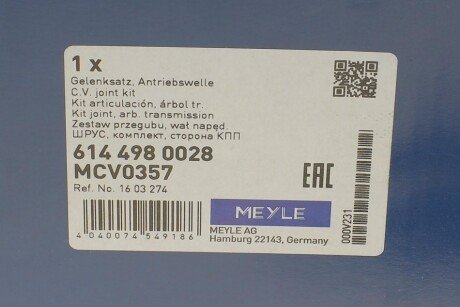 1 x
Gelenksatz, Antriebswelle
C.V. joint kit
Kit articulación, árbol tr.
Kit joint, arb. transmission
Zestaw przegubu, wał napęd.
ШРУС, комплект, сторона КПП
614 498 0028
MCV0357
Ref. No. 16 03 274
EAC
MEYLE
MEYLE AG
Hamburg 22143, Germany
4 040074 549186
000V231